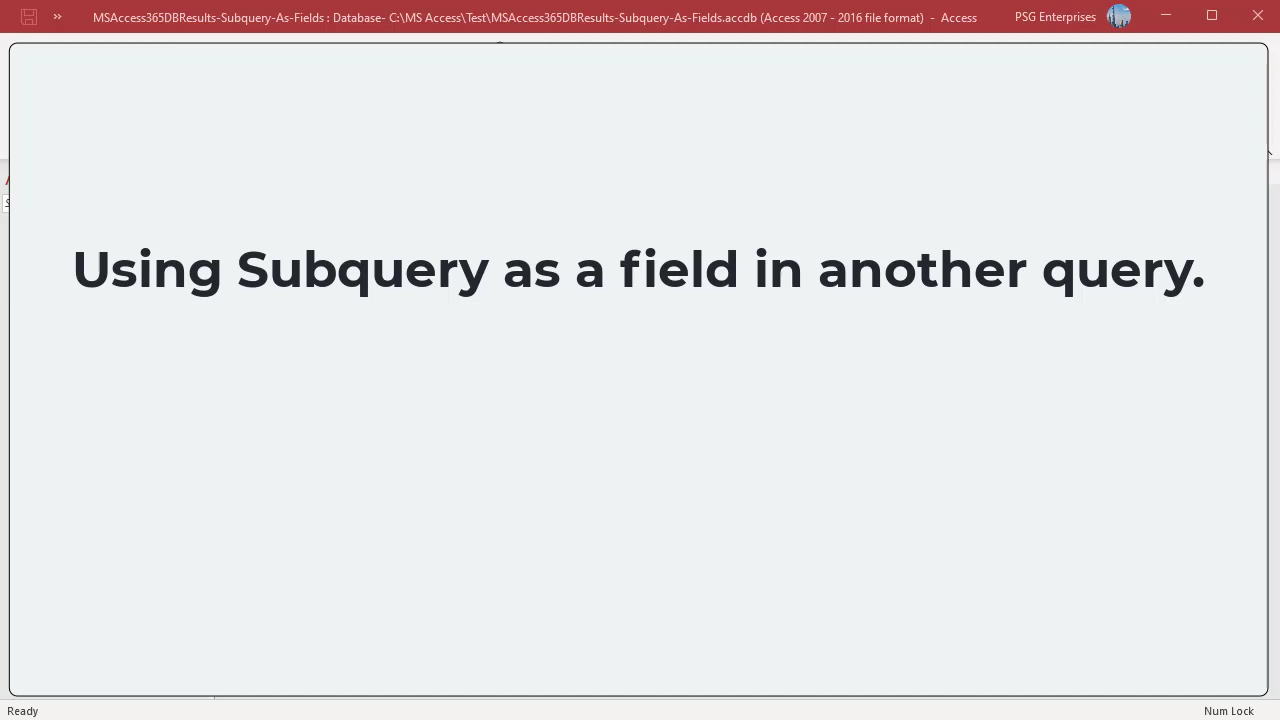 MSAccess365DBResults-Subquery-As-Fields : Database- C:\MS Access\Test\MSAccess365DBResults-Subquery-As-Fields.accdb (Access 2007 - 2016 file format) - Access
PSG Enterprises
Using Subquery as a field in another query.
Ready
Num Lock